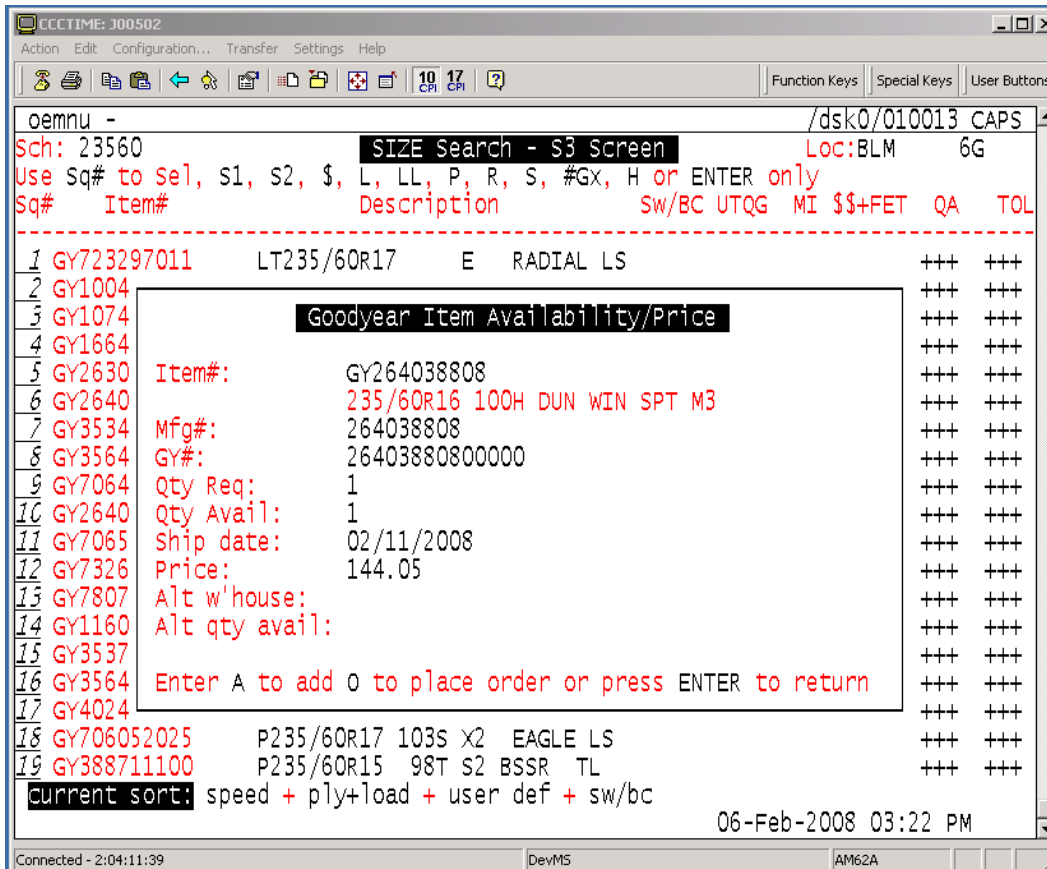 CCCTIME: J00502
Action Edit Configuration... Transfer Settings Help
10 CPI 17 CPI Function Keys Special Keys User Buttons
oemnu - /dsk0/010013 CAPS
Sch: 23560 SIZE Search - S3 Screen Loc:BLM 6G
Use Sq# to Sel, S1, S2, $, L, LL, P, R, S, #Gx, H or ENTER only
Sq# Item# Description SW/BC UTQG MI $$+FET QA TOL
1 GY723297011 LT235/60R17 E RADIAL LS +++ +++
2 GY1004 +++ +++
3 GY1074 Goodyear Item Availability/Price +++ +++
4 GY1664 +++ +++
5 GY2630 Item#: GY264038808 +++ +++
6 GY2640 235/60R16 100H DUN WIN SPT M3 +++ +++
7 GY3534 Mfg#: 264038808 +++ +++
8 GY3564 GY#: 26403880800000 +++ +++
9 GY7064 Qty Req: 1 +++ +++
10 GY2640 Qty Avail: 1 +++ +++
11 GY7065 Ship date: 02/11/2008 +++ +++
12 GY7326 Price: 144.05 +++ +++
13 GY7807 Alt w'house: +++ +++
14 GY1160 Alt qty avail: +++ +++
15 GY3537 +++ +++
16 GY3564 Enter A to add O to place order or press ENTER to return +++ +++
17 GY4024 +++ +++
18 GY706052025 P235/60R17 103S X2 EAGLE LS +++ +++
19 GY388711100 P235/60R15 98T S2 BSSR TL +++ +++
current sort: speed + ply+load + user def + sw/bc
06-Feb-2008 03:22 PM
Connected - 2:04:11:39 DevMS AM62A